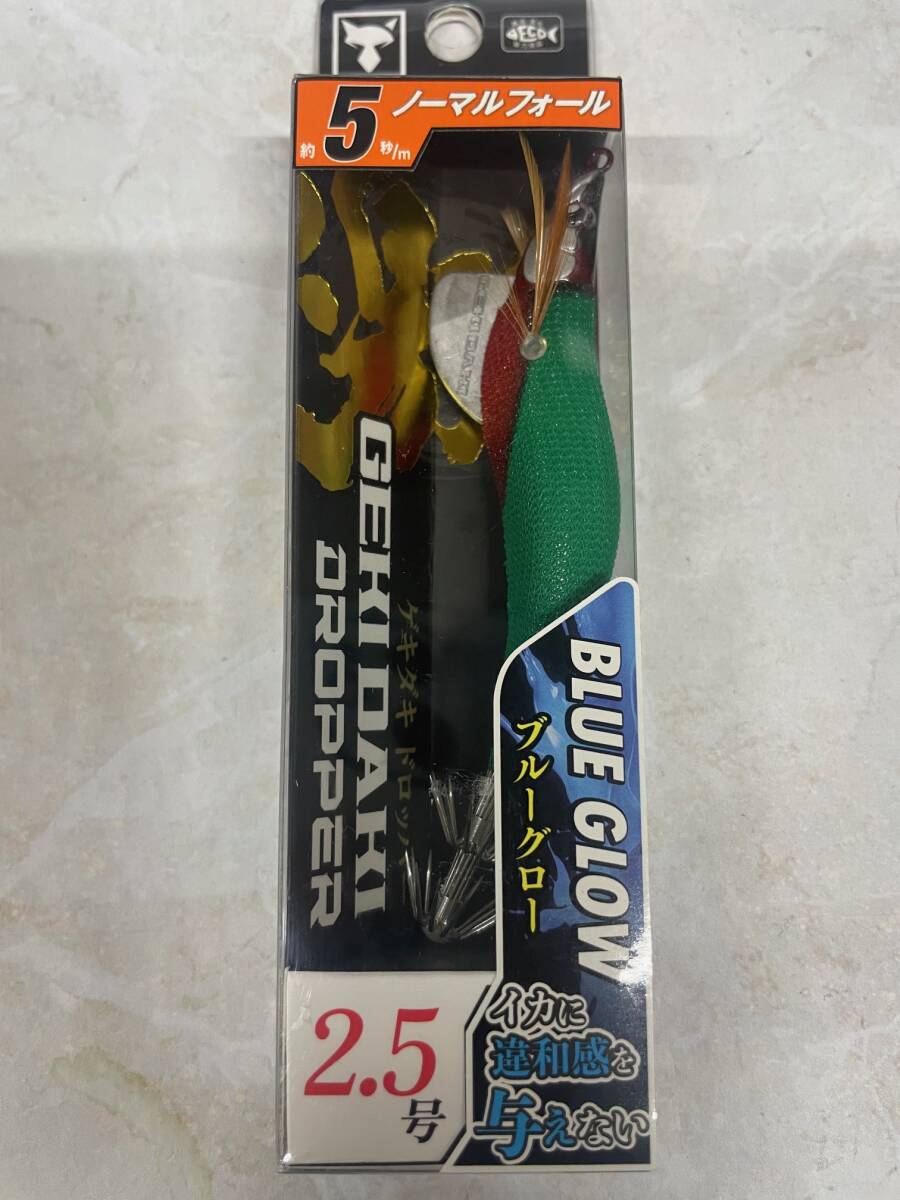 ECO
約5秒/m
ノーマルフォール
GEKIDAKI
DROPPER
ゲキダキ ドロッパー
BLUE GLOW
ブルーグロー
2.5号
イカに
違和感を
与えない